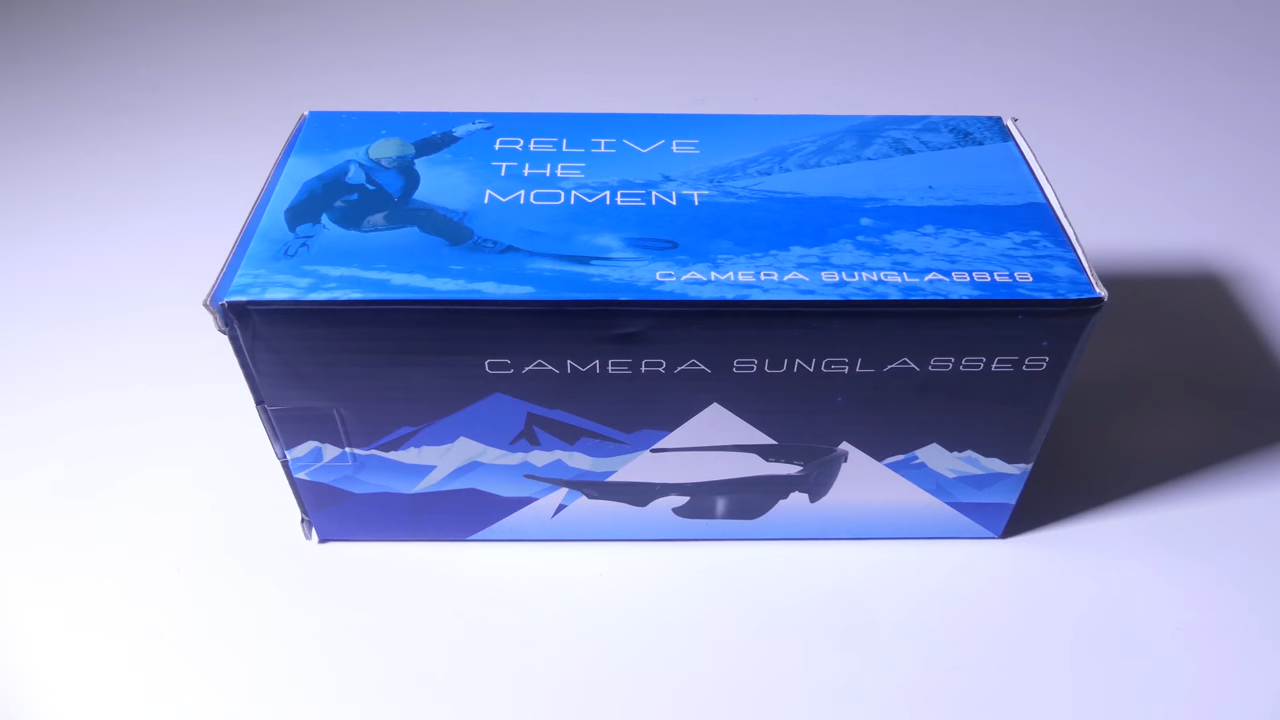 RELIVE
THE
MOMENT
CAMERA SUNGLASSES
CAMERA SUNGLASSES